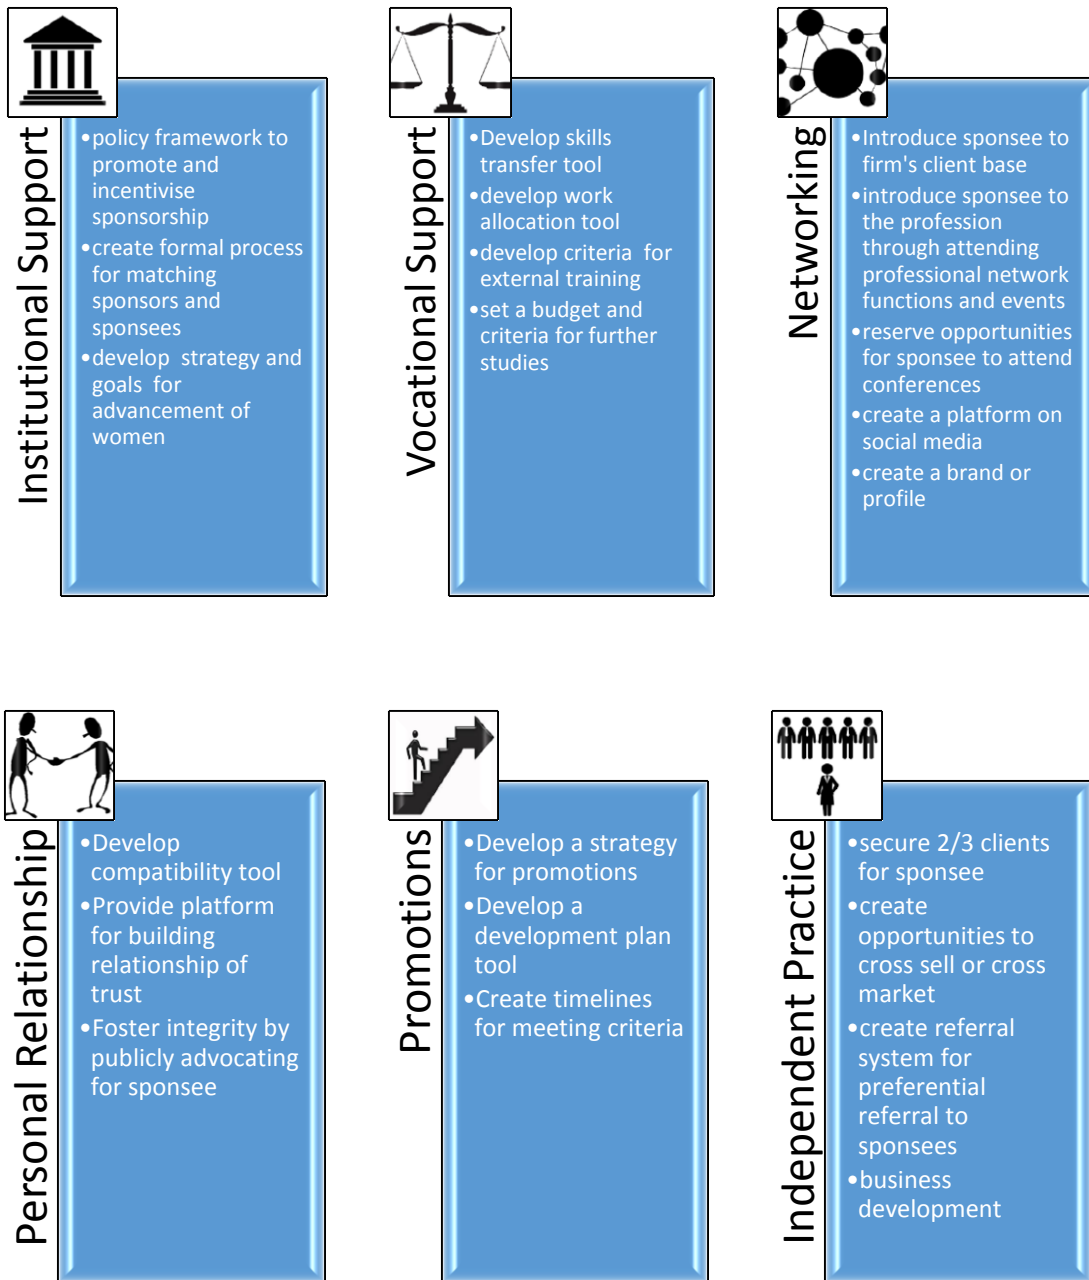 Institutional Support
•policy framework to
promote and
incentivise
sponsorship
•create formal process
for matching
sponsors and
sponsees
•develop  strategy and
goals  for
advancement of
women
Vocational Support
•Develop skills
transfer tool
•develop work
allocation tool
•develop criteria  for
external training
•set a budget and
criteria for further
studies
Networking
•Introduce sponsee to
firm's client base
•introduce sponsee to
the profession
through attending
professional network
functions and events
•reserve opportunities
for sponsee to attend
conferences
•create a platform on
social media
•create a brand or
profile
Personal Relationship
•Develop
compatibility tool
•Provide platform
for building
relationship of
trust
•Foster integrity by
publicly advocating
for sponsee
Promotions
•Develop a strategy
for promotions
•Develop a
development plan
tool
•Create timelines
for meeting criteria
Independent Practice
•secure 2/3 clients
for sponsee
•create
opportunities to
cross sell or cross
market
•create referral
system for
preferential
referral to
sponsees
•business
development